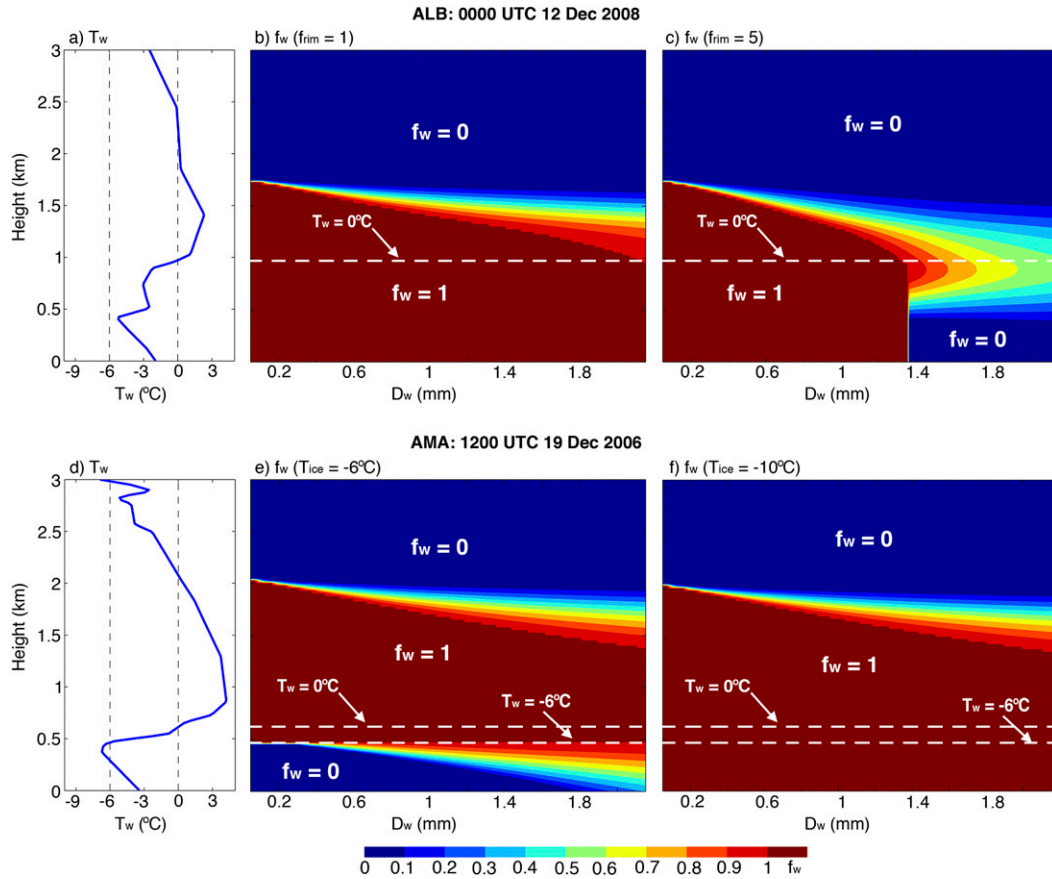 ALB: 0000 UTC 12 Dec 2008
a) Tw
b) fw (frim = 1)
c) fw (frim = 5)
3
2.5
2
1.5
1
0.5
0
Height (km)
-9 -6 -3 0 3
Tw (ºC)
fw = 0
Tw = 0ºC
fw = 1
0.2 0.6 1 1.4 1.8
Dw (mm)
fw = 0
Tw = 0ºC
fw = 1
fw = 0
0.2 0.6 1 1.4 1.8
Dw (mm)
AMA: 1200 UTC 19 Dec 2006
d) Tw
e) fw (Tice = -6ºC)
f) fw (Tice = -10ºC)
3
2.5
2
1.5
1
0.5
0
Height (km)
-9 -6 -3 0 3
Tw (ºC)
fw = 0
fw = 1
Tw = 0ºC
Tw = -6ºC
fw = 0
0.2 0.6 1 1.4 1.8
Dw (mm)
fw = 0
fw = 1
Tw = 0ºC
Tw = -6ºC
0.2 0.6 1 1.4 1.8
Dw (mm)
0 0.1 0.2 0.3 0.4 0.5 0.6 0.7 0.8 0.9 1 fw